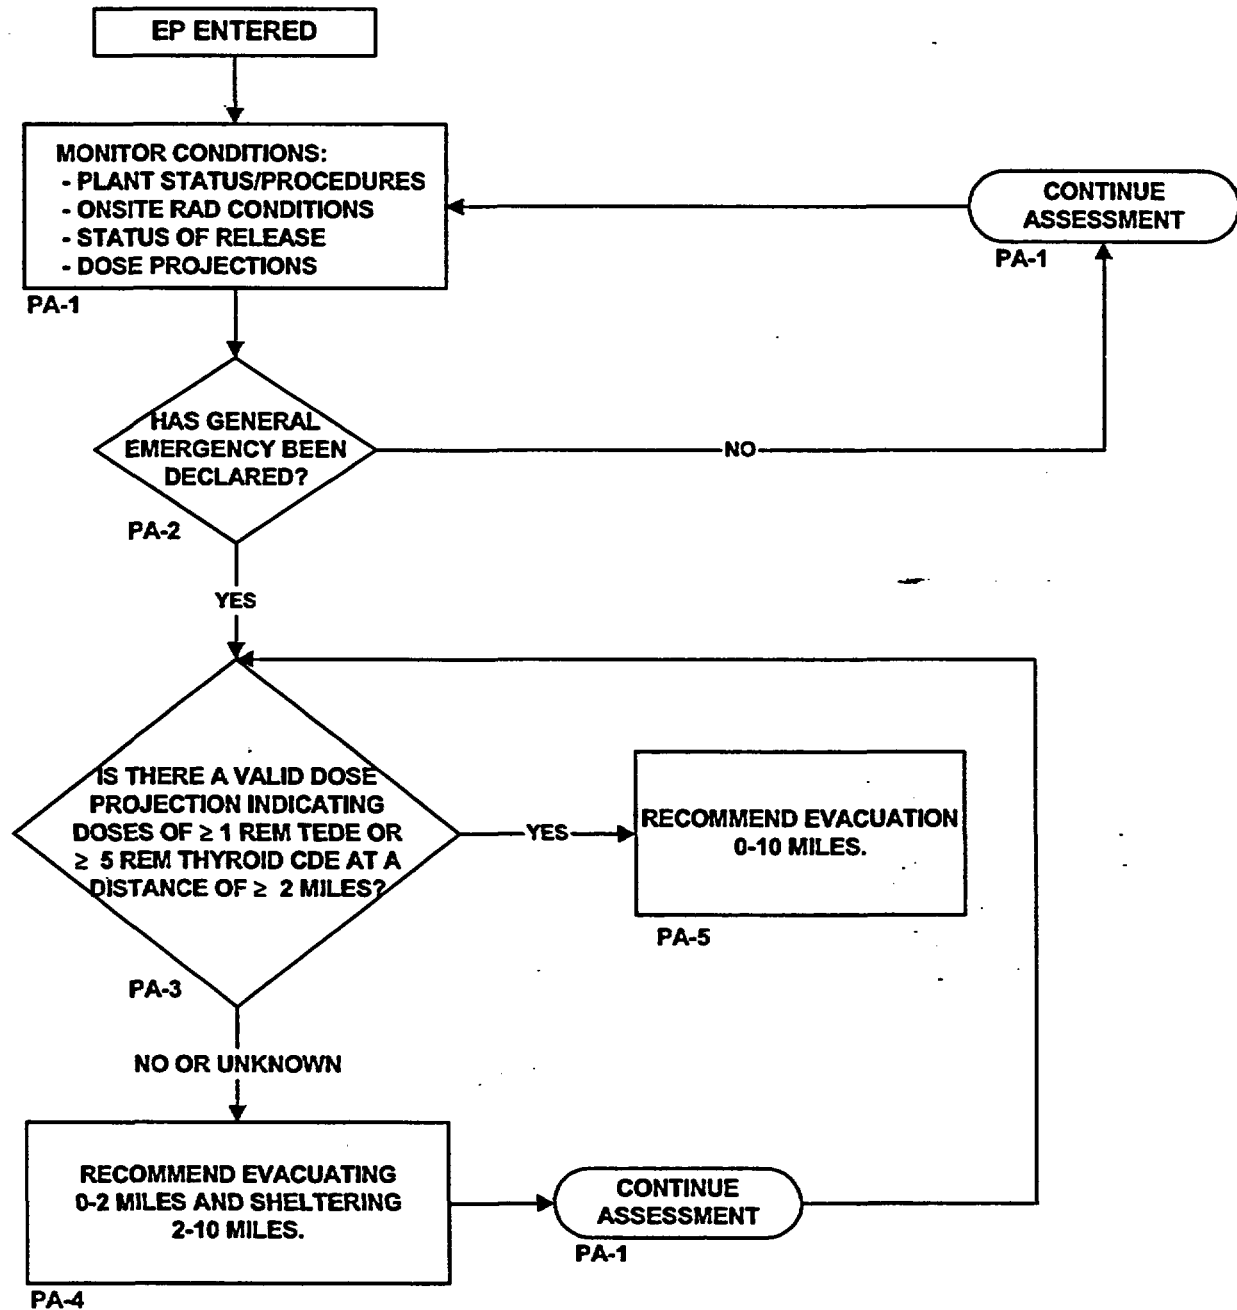 EP ENTERED
MONITOR CONDITIONS:
- PLANT STATUS/PROCEDURES
- ONSITE RAD CONDITIONS
- STATUS OF RELEASE
- DOSE PROJECTIONS
PA-1
CONTINUE
ASSESSMENT
PA-1
HAS GENERAL
EMERGENCY BEEN
DECLARED?
PA-2
NO
YES
IS THERE A VALID DOSE
PROJECTION INDICATING
DOSES OF ≥ 1 REM TEDE OR
≥ 5 REM THYROID CDE AT A
DISTANCE OF ≥ 2 MILES?
PA-3
YES
RECOMMEND EVACUATION
0-10 MILES.
PA-5
NO OR UNKNOWN
RECOMMEND EVACUATING
0-2 MILES AND SHELTERING
2-10 MILES.
PA-4
CONTINUE
ASSESSMENT
PA-1